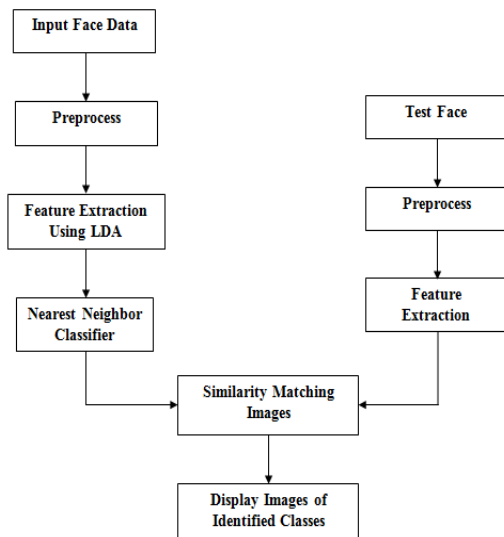 Input Face Data
Preprocess
Feature Extraction
Using LDA
Nearest Neighbor
Classifier
Test Face
Preprocess
Feature
Extraction
Similarity Matching
Images
Display Images of
Identified Classes